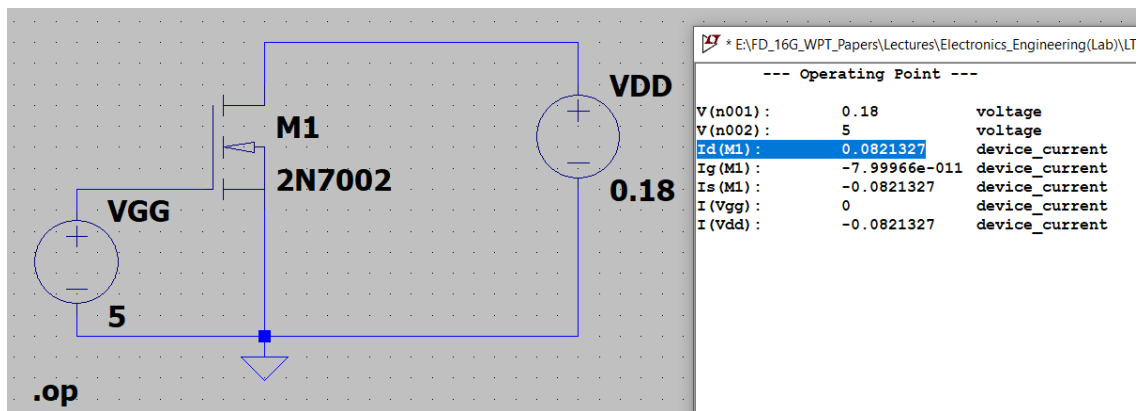 VDD
M1
2N7002
0.18
VGG
5
.op
* E:\FD_16G_WPT_Papers\Lectures\Electronics_Engineering(Lab)\LT
--- Operating Point ---
V(n001): 0.18 voltage
V(n002): 5 voltage
Id(M1): 0.0821327 device_current
Ig(M1): -7.99966e-011 device_current
Is(M1): -0.0821327 device_current
I(Vgg): 0 device_current
I(Vdd): -0.0821327 device_current